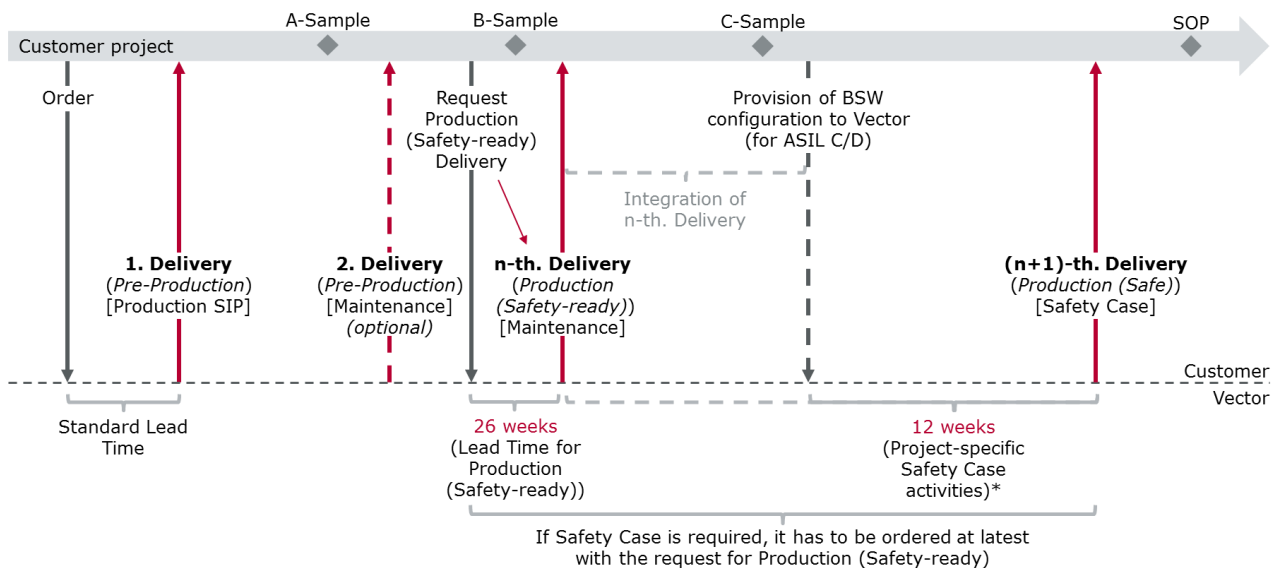 A-Sample
B-Sample
C-Sample
SOP
Customer project
Order
Request
Production
(Safety-ready)
Delivery
Provision of BSW
configuration to Vector
(for ASIL C/D)
Integration of
n-th. Delivery
1. Delivery
(Pre-Production)
[Production SIP]
2. Delivery
(Pre-Production)
[Maintenance]
(optional)
n-th. Delivery
(Production
(Safety-ready))
[Maintenance]
(n+1)-th. Delivery
(Production (Safe))
[Safety Case]
Customer
Vector
Standard Lead
Time
26 weeks
(Lead Time for
Production
(Safety-ready))
12 weeks
(Project-specific
Safety Case
activities)*
If Safety Case is required, it has to be ordered at latest
with the request for Production (Safety-ready)